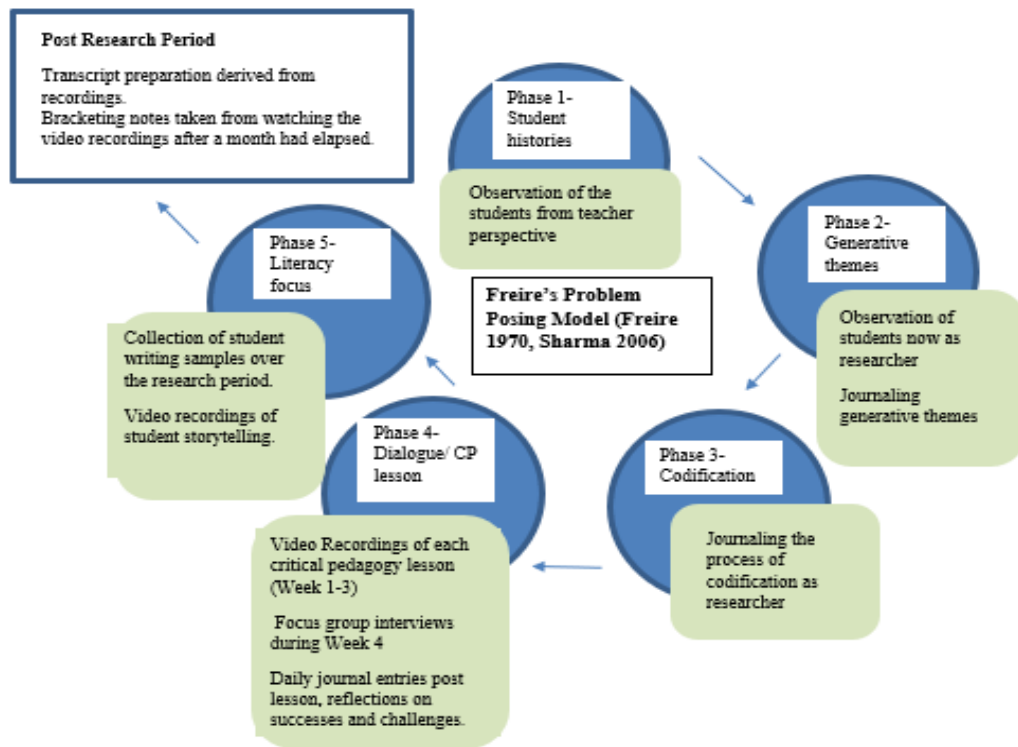 Post Research Period
Transcript preparation derived from
recordings.
Bracketing notes taken from watching the
video recordings after a month had elapsed.
Phase 1-
Student
histories
Observation of the
students from teacher
perspective
Phase 2-
Generative
themes
Observation of
students now as
researcher
Journaling
generative themes
Phase 3-
Codification
Journaling the
process of
codification as
researcher
Phase 4-
Dialogue/ CP
lesson
Video Recordings of each
critical pedagogy lesson
(Week 1-3)
Focus group interviews
during Week 4
Daily journal entries post
lesson, reflections on
successes and challenges.
Phase 5-
Literacy
focus
Collection of student
writing samples over
the research period.
Video recordings of
student storytelling.
Freire's Problem
Posing Model (Freire
1970, Sharma 2006)